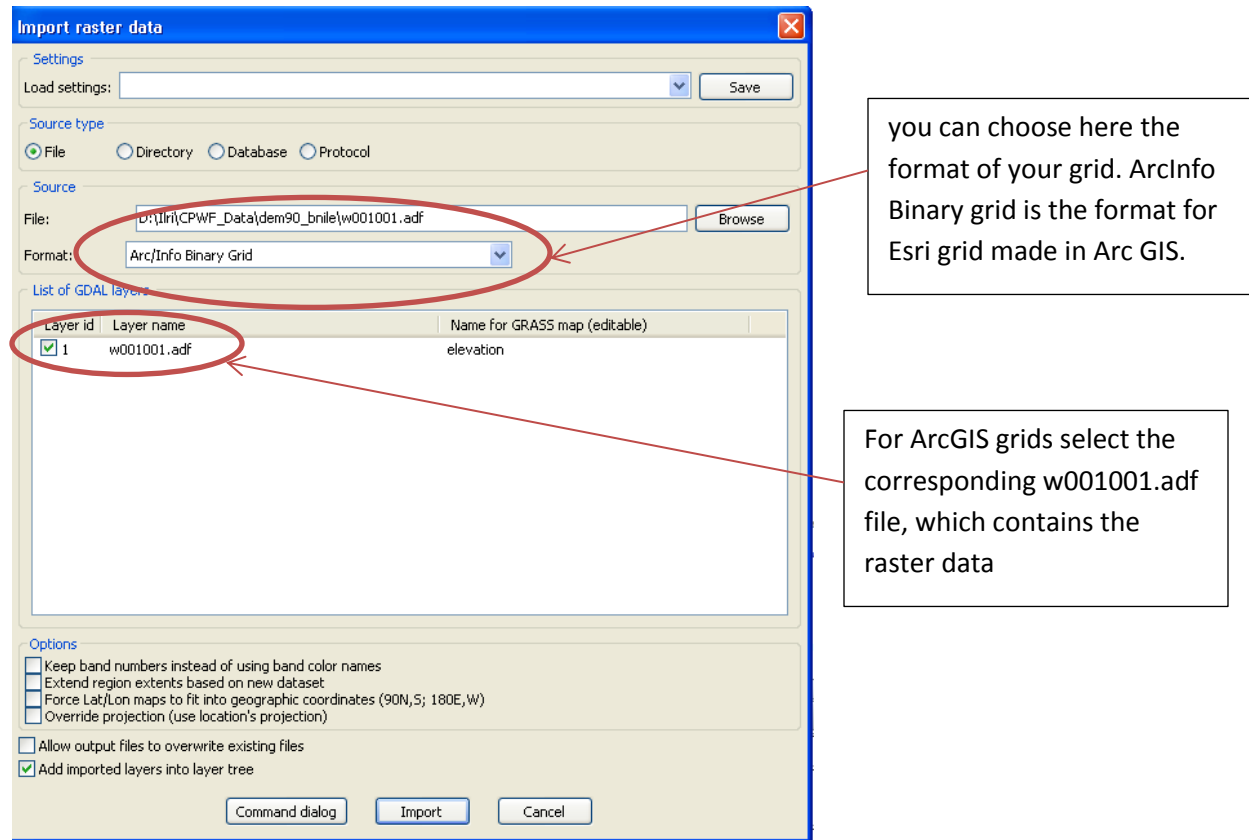 Import raster data
Settings
Load settings:
Save
Source type
File Directory Database Protocol
Source
File: D:\Ilri\CPWF_Data\dem90_bnile\w001001.adf Browse
Format: Arc/Info Binary Grid
List of GDAL layers
Layer id Layer name Name for GRASS map (editable)
1 w001001.adf elevation
Options
Keep band numbers instead of using band color names
Extend region extents based on new dataset
Force Lat/Lon maps to fit into geographic coordinates (90N,S; 180E,W)
Override projection (use location's projection)
Allow output files to overwrite existing files
Add imported layers into layer tree
Command dialog Import Cancel
you can choose here the
format of your grid. ArcInfo
Binary grid is the format for
Esri grid made in Arc GIS.
For ArcGIS grids select the
corresponding w001001.adf
file, which contains the
raster data